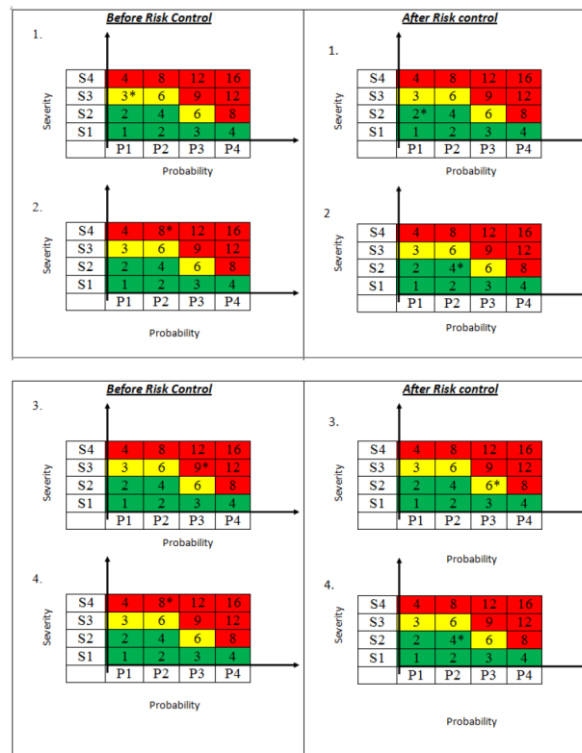 Before Risk Control
1.
Severity
S4 4 8 12 16
S3 3* 6 9 12
S2 2 4 6 8
S1 1 2 3 4
P1 P2 P3 P4
Probability
After Risk control
1.
Severity
S4 4 8 12 16
S3 3 6 9 12
S2 2* 4 6 8
S1 1 2 3 4
P1 P2 P3 P4
Probability
2.
Severity
S4 4 8* 12 16
S3 3 6 9 12
S2 2 4 6 8
S1 1 2 3 4
P1 P2 P3 P4
Probability
2
Severity
S4 4 8 12 16
S3 3 6 9 12
S2 2 4* 6 8
S1 1 2 3 4
P1 P2 P3 P4
Probability
Before Risk Control
3.
Severity
S4 4 8 12 16
S3 3 6 9* 12
S2 2 4 6 8
S1 1 2 3 4
P1 P2 P3 P4
Probability
After Risk control
3.
Severity
S4 4 8 12 16
S3 3 6 9 12
S2 2 4 6* 8
S1 1 2 3 4
P1 P2 P3 P4
Probability
4.
Severity
S4 4 8* 12 16
S3 3 6 9 12
S2 2 4 6 8
S1 1 2 3 4
P1 P2 P3 P4
Probability
4.
Severity
S4 4 8 12 16
S3 3 6 9 12
S2 2 4* 6 8
S1 1 2 3 4
P1 P2 P3 P4
Probability